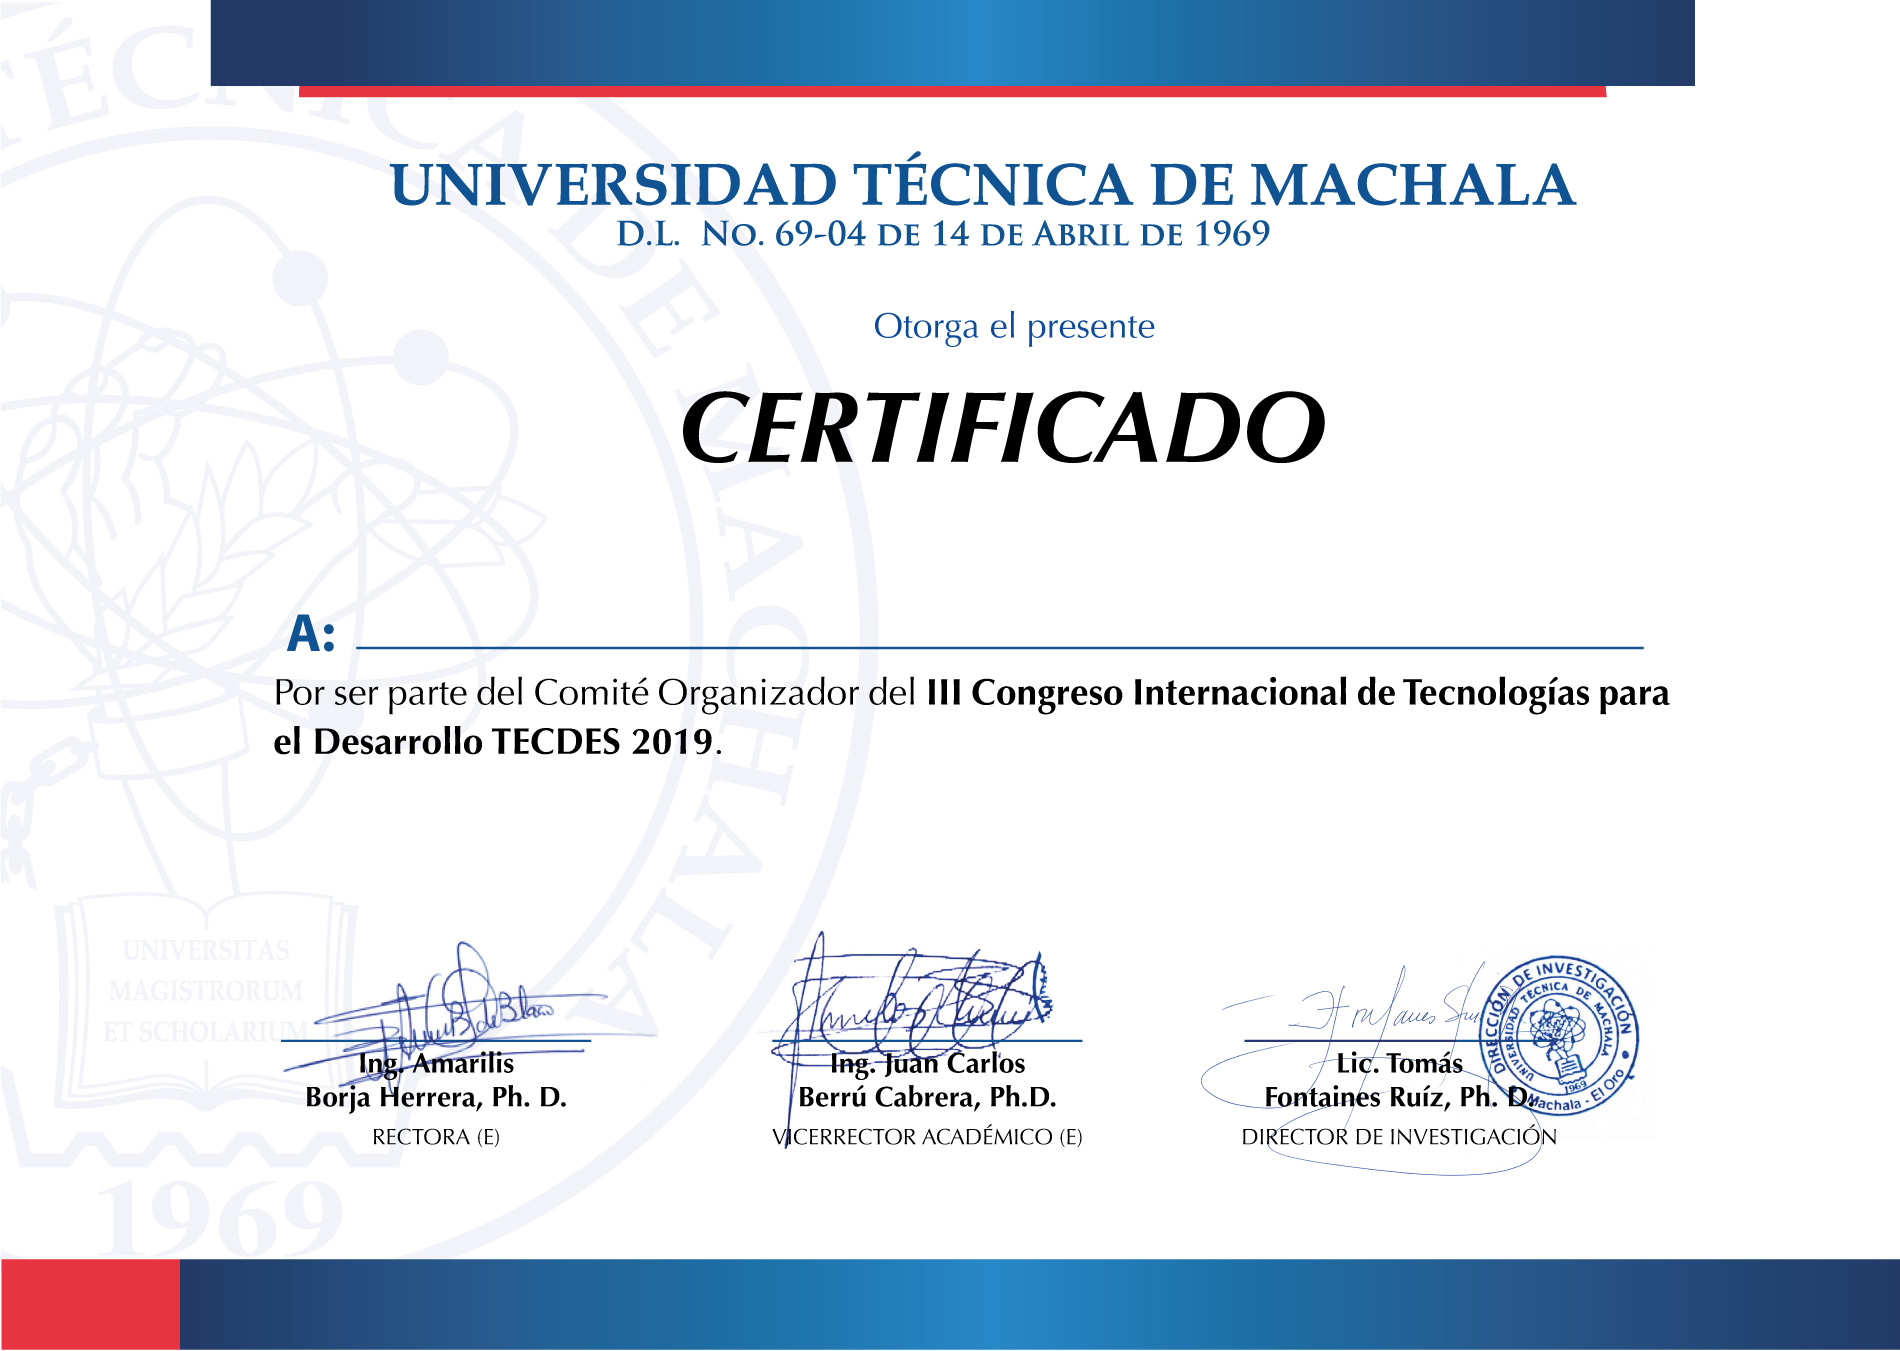 UNIVERSIDAD TÉCNICA DE MACHALA
D.L. No. 69-04 DE 14 DE ABRIL DE 1969
Otorga el presente
CERTIFICADO
A:
Por ser parte del Comité Organizador del III Congreso Internacional de Tecnologías para
el Desarrollo TECDES 2019.
UNIVERSITAS
MAGISTRORUM
ET SCHOLARIUM
TÉCNICA DE MACHALA
1969
Ing. Amarilis
Borja Herrera, Ph. D.
RECTORA (E)
Ing. Juan Carlos
Berrú Cabrera, Ph.D.
VICERRECTOR ACADÉMICO (E)
Lic. Tomás
Fontaines Ruíz, Ph. D.
DIRECTOR DE INVESTIGACIÓN
DIRECCIÓN DE INVESTIGACIÓN
UNIVERSIDAD TÉCNICA DE MACHALA
1969
Machala - El Oro